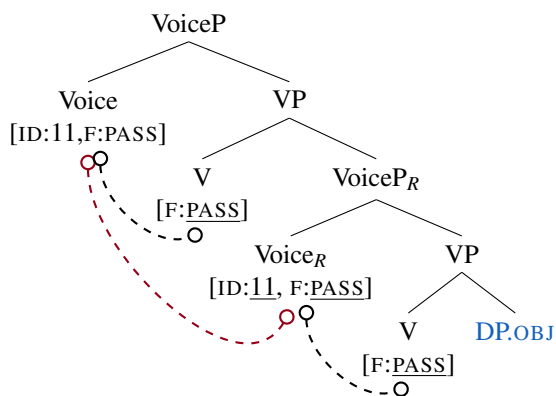 VoiceP
Voice VP
[ID:11,F:PASS]
V VoiceP_R
[F:PASS]
Voice_R VP
[ID:11, F:PASS]
V DP.OBJ
[F:PASS]